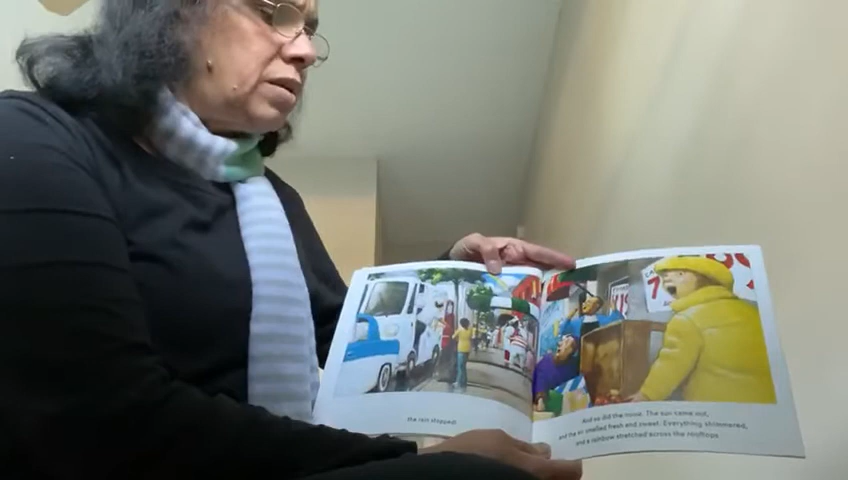 the rain stopped!
And so did the noise. The sun came out,
and the air smelled fresh and sweet. Everything shimmered,
and a rainbow stretched across the rooftops.